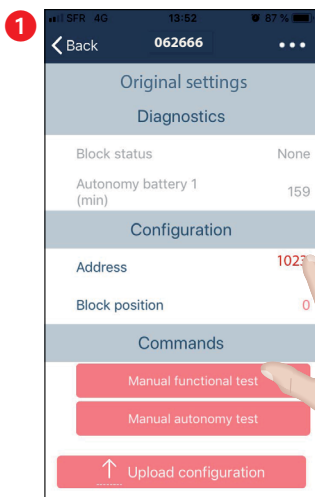 1
SFR 4G 13:52 87 %
Back 062666 •••
Original settings
Diagnostics
Block status None
Autonomy battery 1
(min) 159
Configuration
Address 1023
Block position 0
Commands
Manual functional test
Manual autonomy test
Upload configuration